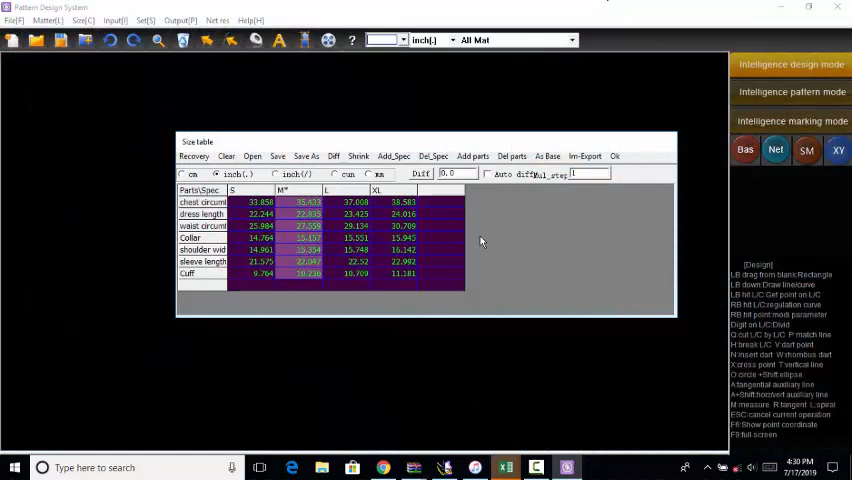 Pattern Design System
File[F] Matter[L] Size[C] Input[I] Set[S] Output[P] Net res Help[H]
inch(.) All Mat
Intelligence design mode
Intelligence pattern mode
Intelligence marking mode
Bas Net SM XY
Size table
Recovery Clear Open Save Save As Diff Shrink Add_Spec Del_Spec Add parts Del parts As Base Im-Export Ok
cm inch(.) inch(/) cun mm Diff 0.0 Auto diff Mul_step 1
Parts\Spec S M* L XL
chest circumf 33.858 35.433 37.008 38.583
dress length 22.244 22.835 23.425 24.016
waist circumf 25.984 27.559 29.134 30.709
Collar 14.764 15.157 15.551 15.945
shoulder wid 14.961 15.354 15.748 16.142
sleeve length 21.575 22.047 22.52 22.992
Cuff 9.764 10.236 10.709 11.181
[Design]
LB drag from blank:Rectangle
LB down:Draw line/curve
LB hit L/C:Get point on L/C
RB hit L/C:regulation curve
RB hit point:modi parameter
Digit on L/C:Divid
Q:cut L/C by L/C P:match line
H:break L/C V:dart point
N:insert dart W:rhombus dart
X:cross point T:vertical line
O:circle +Shift:ellipse
A:tangential auxiliary line
A+Shift:horz/vert auxiliary line
M:measure R:tangent L:spiral
ESC:cancel current operation
F6:Show point coordinate
F9:full-screen
Type here to search
4:30 PM
7/17/2019